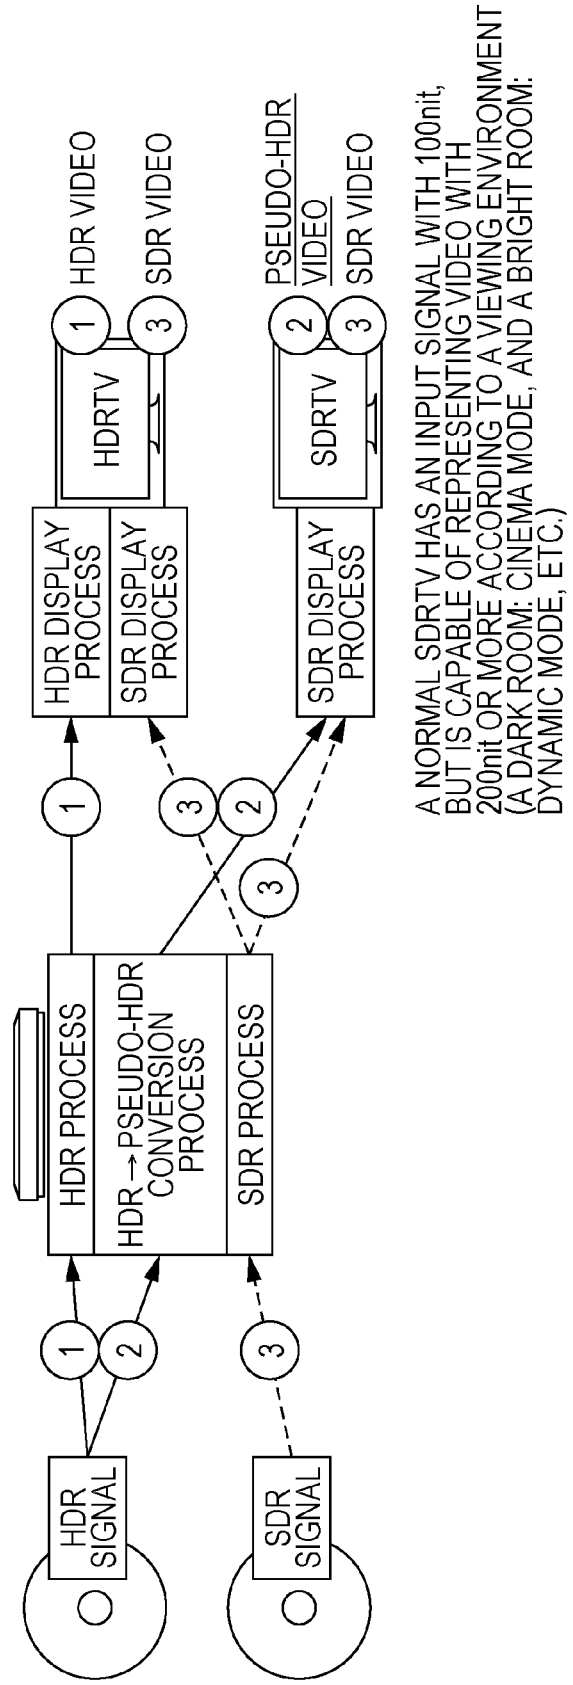 HDR
SIGNAL
SDR
SIGNAL
1
2
3
HDR PROCESS
HDR→PSEUDO-HDR
CONVERSION
PROCESS
SDR PROCESS
1
3
2
3
HDR DISPLAY
PROCESS
SDR DISPLAY
PROCESS
SDR DISPLAY
PROCESS
HDRTV
SDRTV
1
HDR VIDEO
3
SDR VIDEO
2
PSEUDO-HDR
VIDEO
3
SDR VIDEO
A NORMAL SDRTV HAS AN INPUT SIGNAL WITH 100nit,
BUT IS CAPABLE OF REPRESENTING VIDEO WITH
200nit OR MORE ACCORDING TO A VIEWING ENVIRONMENT
(A DARK ROOM: CINEMA MODE, AND A BRIGHT ROOM:
DYNAMIC MODE, ETC.)